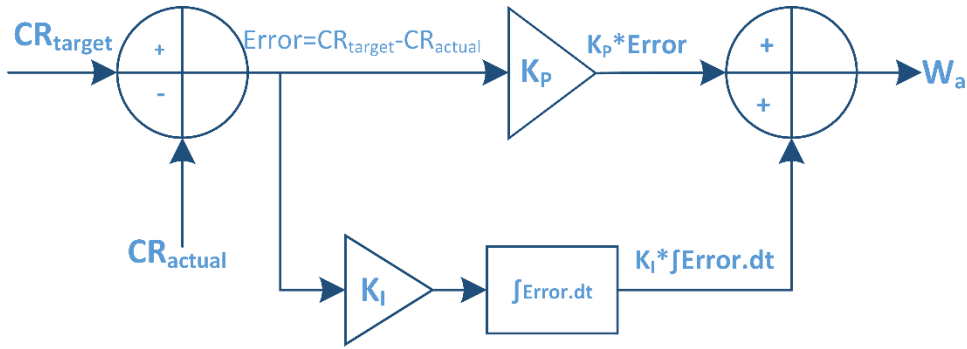 CRtarget
+
-
Error=CRtarget-CRactual
KP
KP*Error
+
+
Wa
CRactual
KI
∫Error.dt
KI*∫Error.dt